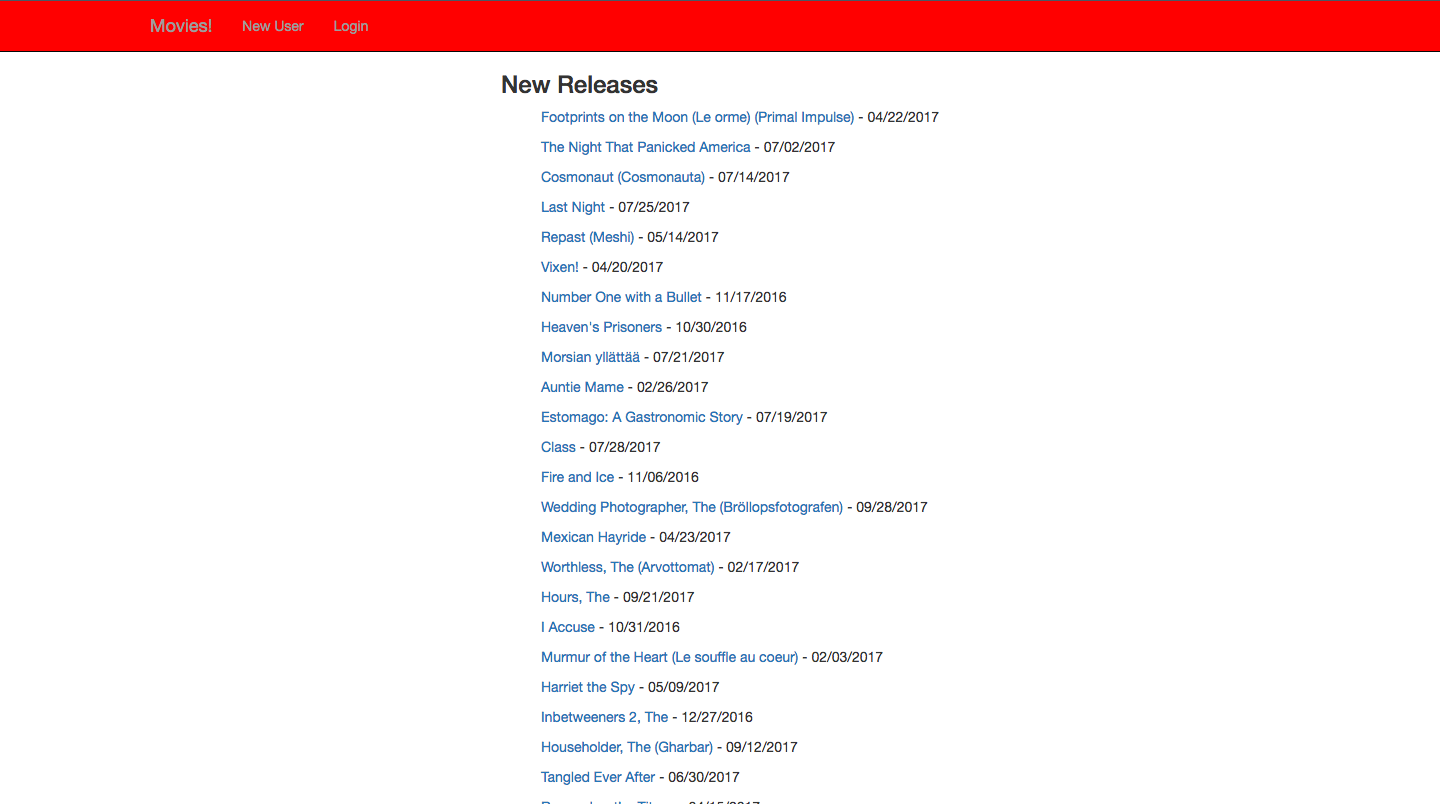 Movies! New User Login
New Releases
Footprints on the Moon (Le orme) (Primal Impulse) - 04/22/2017
The Night That Panicked America - 07/02/2017
Cosmonaut (Cosmonauta) - 07/14/2017
Last Night - 07/25/2017
Repast (Meshi) - 05/14/2017
Vixen! - 04/20/2017
Number One with a Bullet - 11/17/2016
Heaven's Prisoners - 10/30/2016
Morsian yllättää - 07/21/2017
Auntie Mame - 02/26/2017
Estomago: A Gastronomic Story - 07/19/2017
Class - 07/28/2017
Fire and Ice - 11/06/2016
Wedding Photographer, The (Bröllopsfotografen) - 09/28/2017
Mexican Hayride - 04/23/2017
Worthless, The (Arvottomat) - 02/17/2017
Hours, The - 09/21/2017
I Accuse - 10/31/2016
Murmur of the Heart (Le souffle au coeur) - 02/03/2017
Harriet the Spy - 05/09/2017
Inbetweeners 2, The - 12/27/2016
Householder, The (Gharbar) - 09/12/2017
Tangled Ever After - 06/30/2017